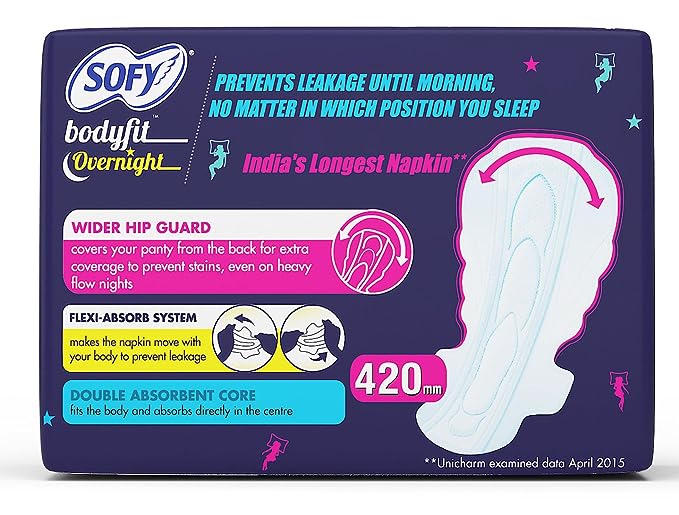 SOFY®
bodyfit™
Overnight
PREVENTS LEAKAGE UNTIL MORNING,
NO MATTER IN WHICH POSITION YOU SLEEP
India's Longest Napkin**
WIDER HIP GUARD
covers your panty from the back for extra
coverage to prevent stains, even on heavy
flow nights
FLEXI-ABSORB SYSTEM
makes the napkin move with
your body to prevent leakage
DOUBLE ABSORBENT CORE
fits the body and absorbs directly in the centre
420mm
**Unicharm examined data April 2015